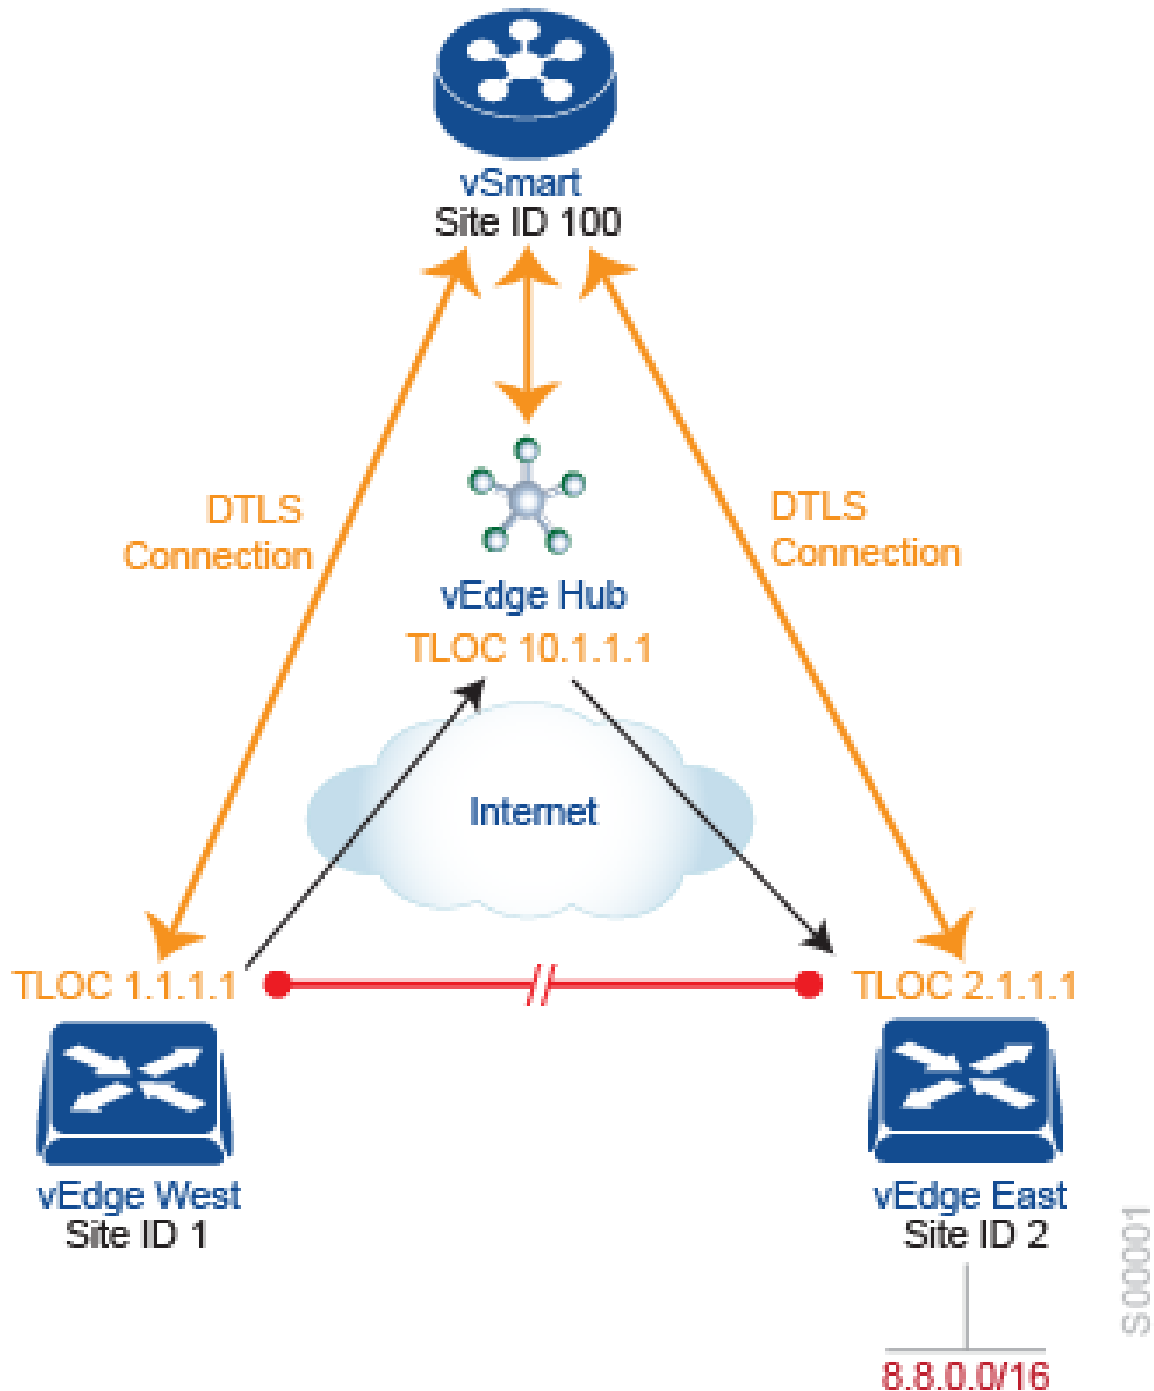 vSmart
Site ID 100
DTLS
Connection
DTLS
Connection
vEdge Hub
TLOC 10.1.1.1
Internet
TLOC 1.1.1.1
TLOC 2.1.1.1
vEdge West
Site ID 1
vEdge East
Site ID 2
8.8.0.0/16
S00001